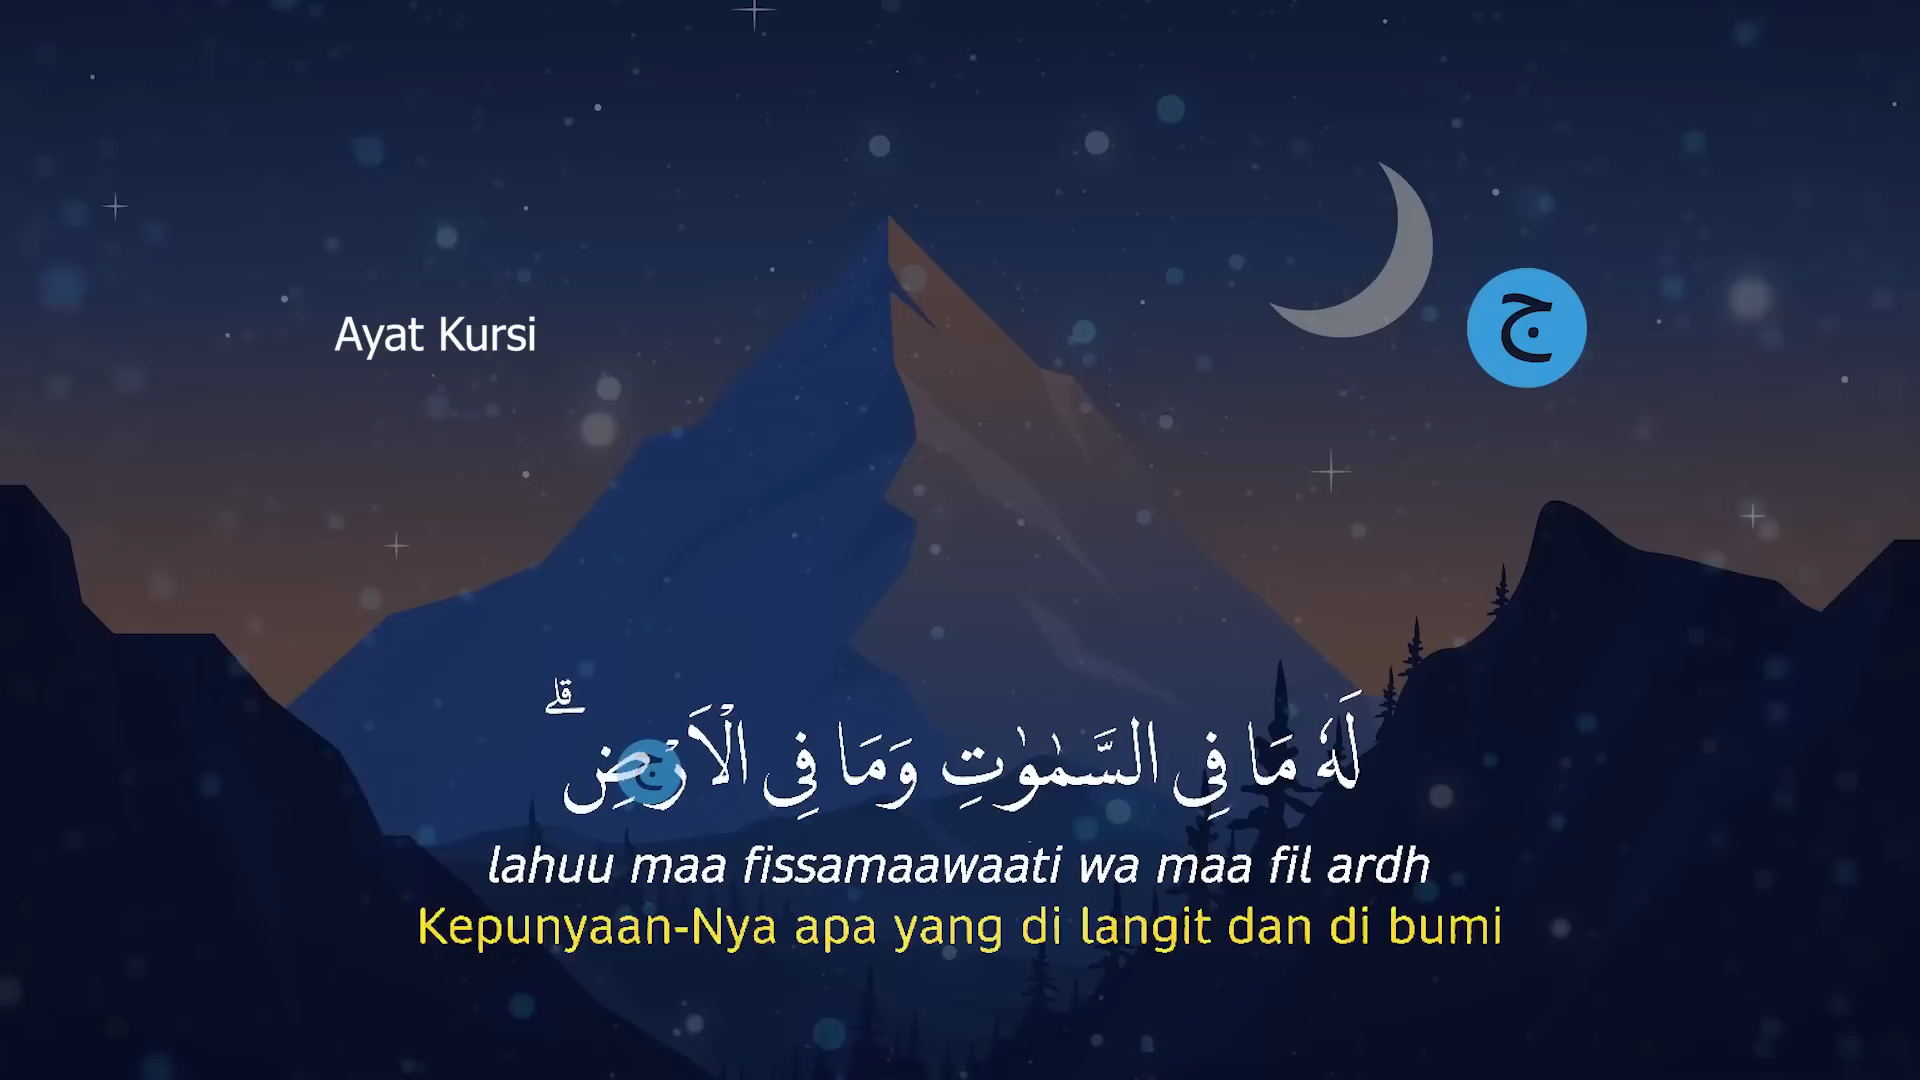 Ayat Kursi
ج
لَهٗ مَا فِى السَّمٰوٰتِ وَمَا فِى الْاَرْضِۗ
lahuu maa fissamaawaati wa maa fil ardh
Kepunyaan-Nya apa yang di langit dan di bumi